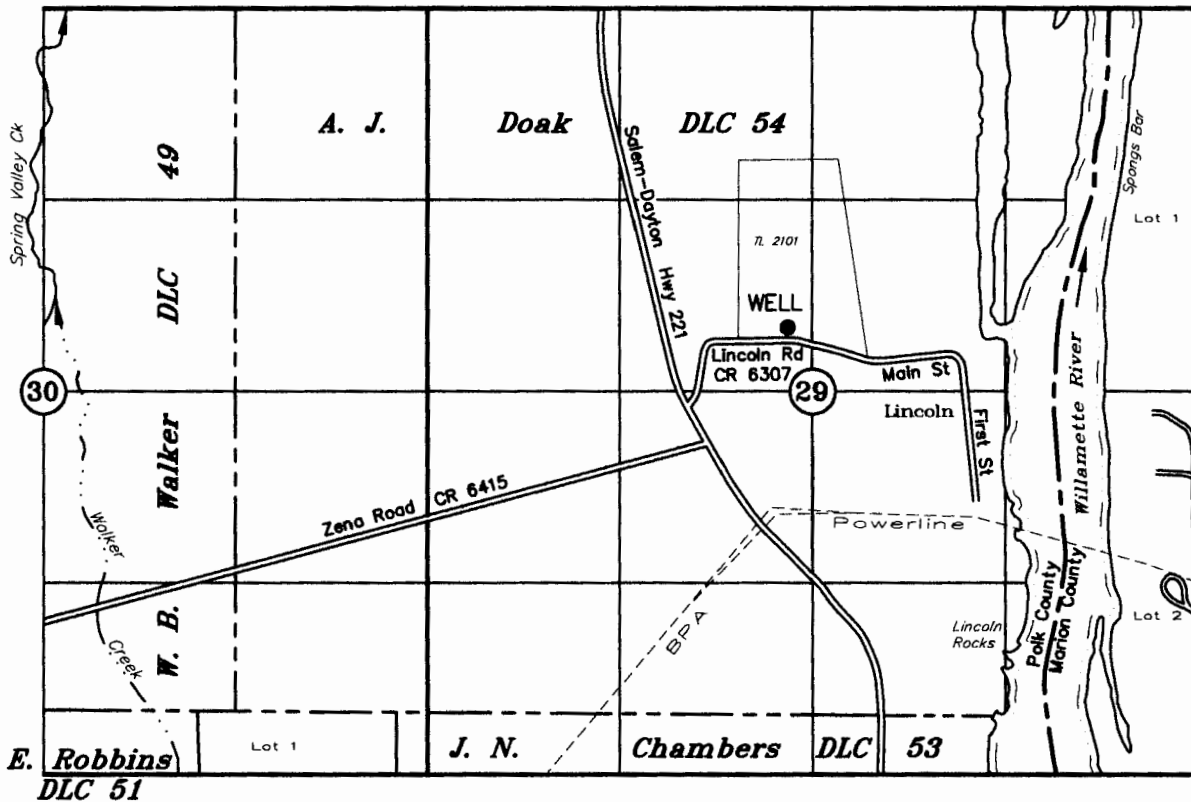 A. J. Doak DLC 54
Spring Valley Ck
W. B. Walker DLC 49
Salem-Dayton Hwy 221
Spongs Bar
Lot 1
TL 2101
WELL
Lincoln Rd
CR 6307
Main St
30
29
Lincoln
First St
Willamette River
Zena Road CR 6415
Powerline
BPA
Walker
Creek
Lincoln
Rocks
Polk County
Marion County
Lot 2
Lot 1
E. Robbins
DLC 51
J. N. Chambers DLC 53